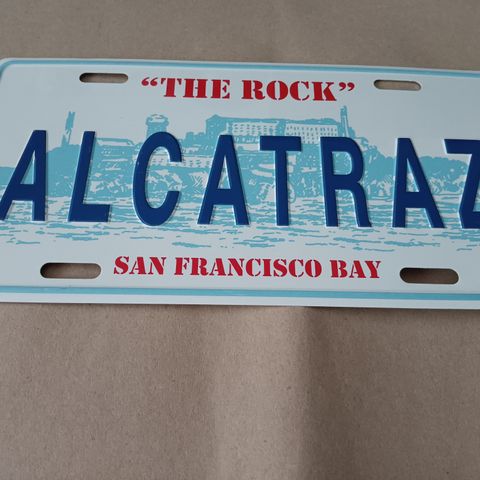 “THE ROCK”
ALCATRAZ
SAN FRANCISCO BAY